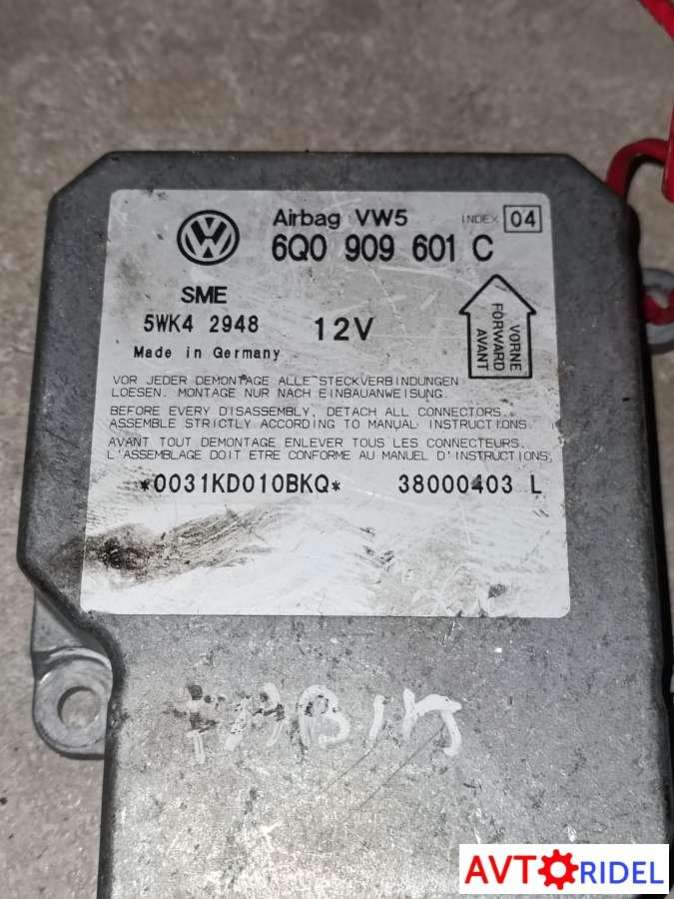 Airbag VW5 INDEX 04
6Q0 909 601 C
SME
5WK4 2948 12V
Made in Germany
VORNE
FORWARD
AVANT
VOR JEDER DEMONTAGE ALLE STECKVERBINDUNGEN
LOESEN. MONTAGE NUR NACH EINBAUANWEISUNG.
BEFORE EVERY DISASSEMBLY, DETACH ALL CONNECTORS.
ASSEMBLE STRICTLY ACCORDING TO MANUAL INSTRUCTIONS.
AVANT TOUT DEMONTAGE ENLEVER TOUS LES CONNECTEURS.
L'ASSEMBLAGE DOIT ETRE CONFORME AU MANUEL D'INSTRUCTIONS.
*0031KD010BKQ* 38000403 L
AVTORIDEL